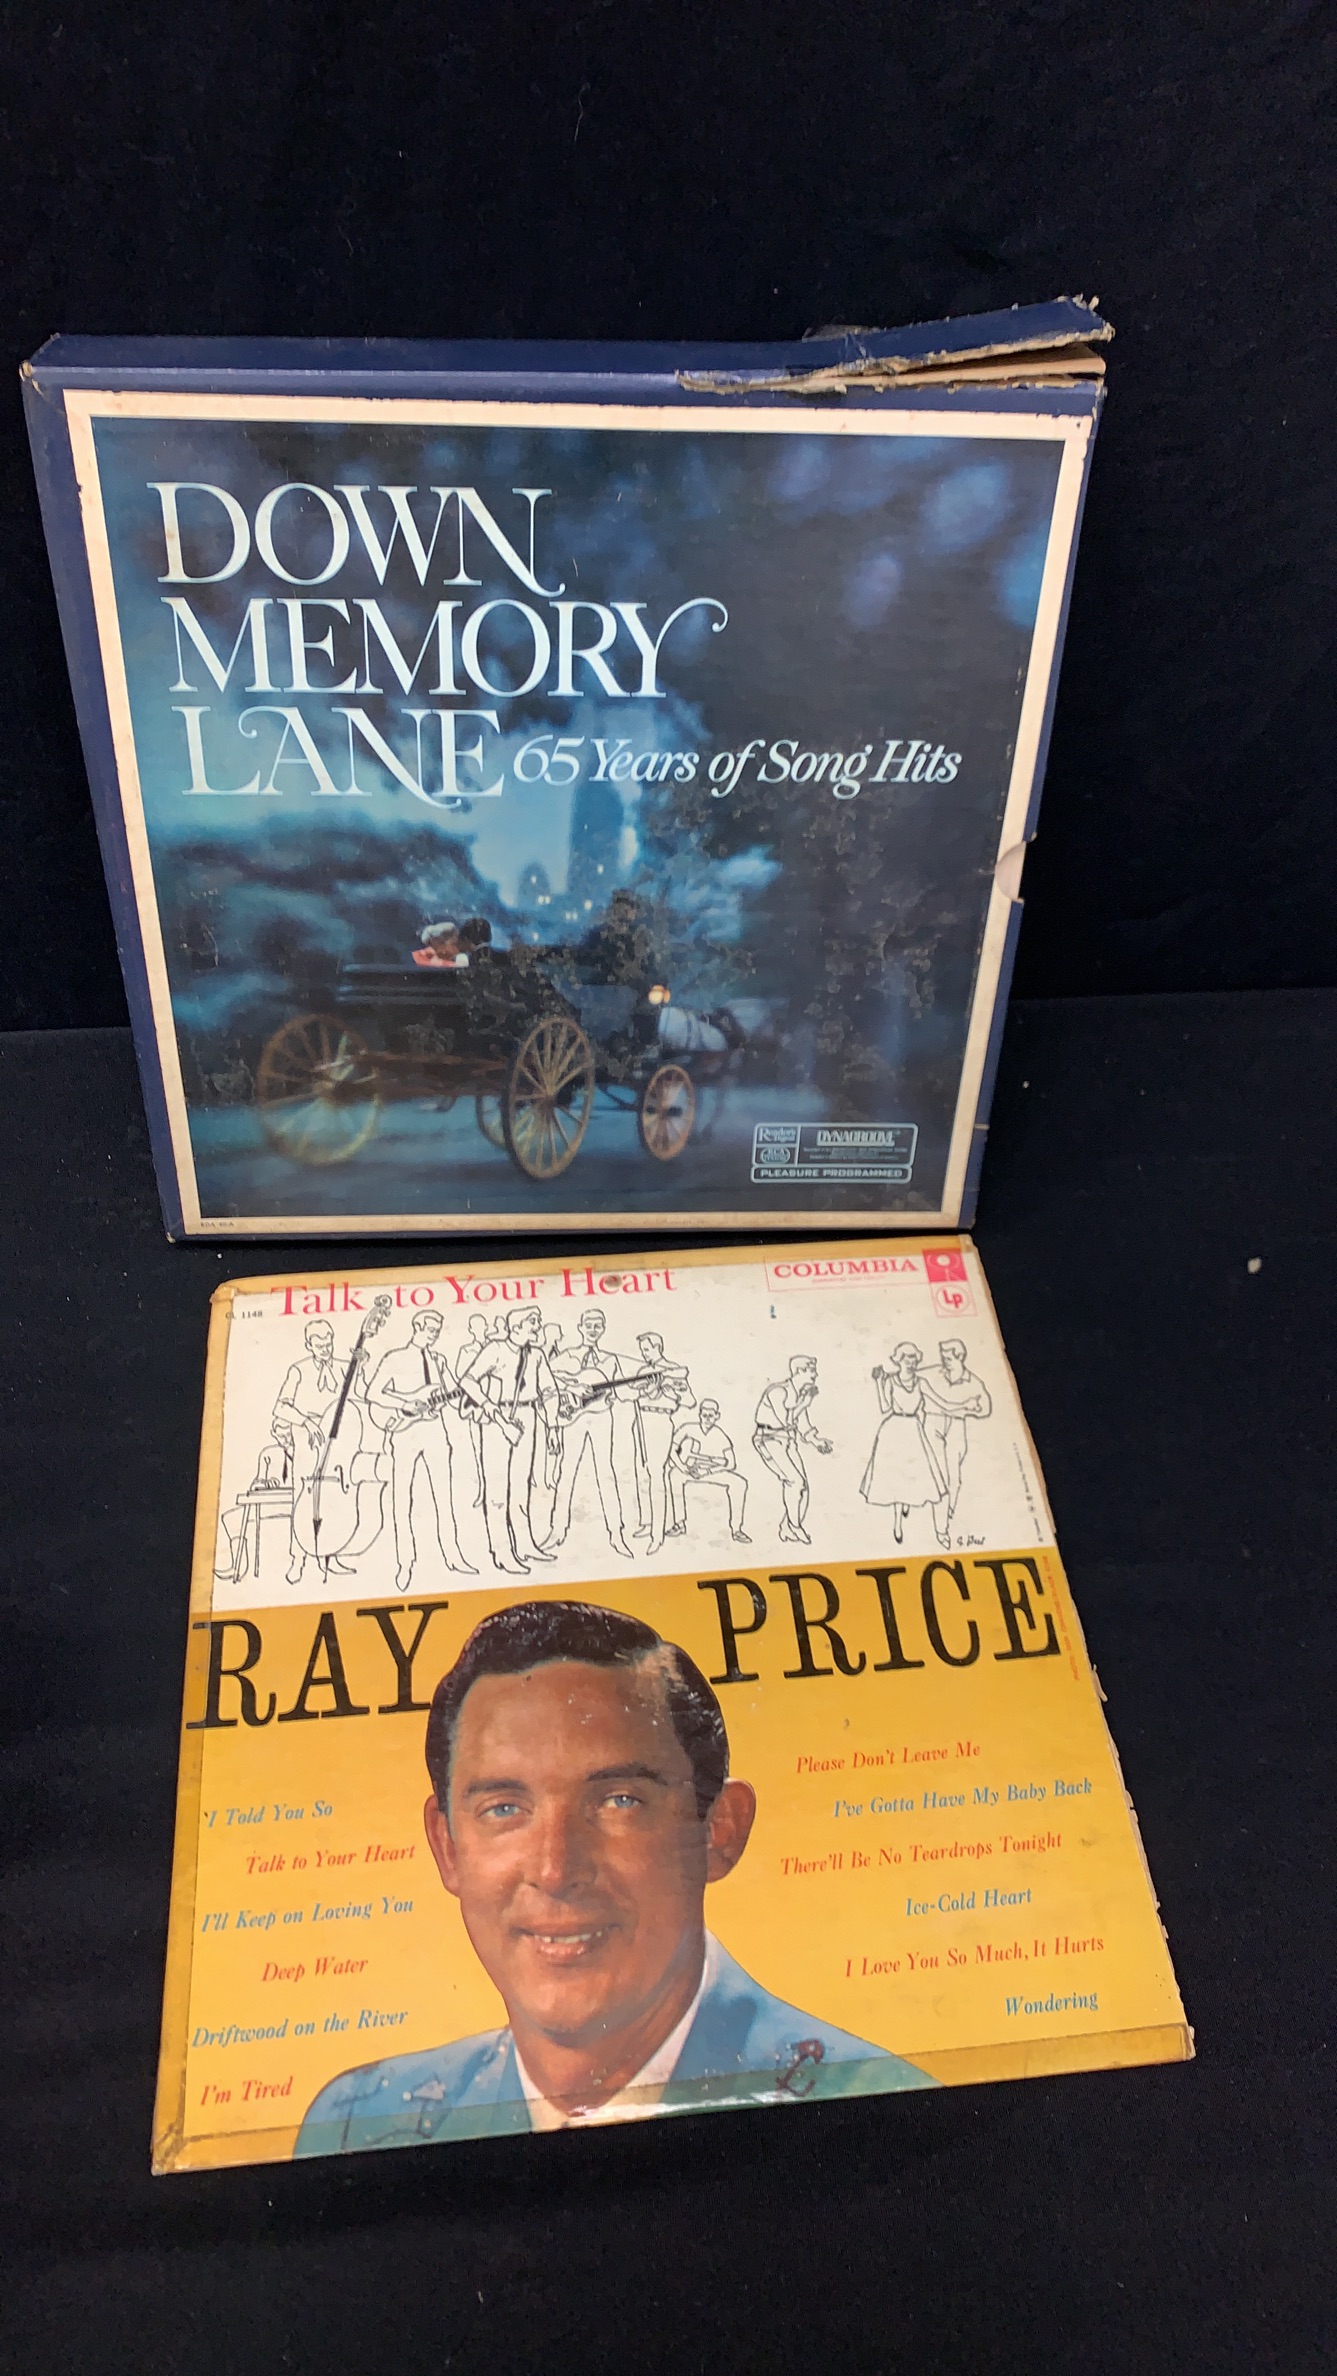 DOWN
MEMORY
LANE 65 Years of Song Hits
Reader's Digest
RCA
DYNAGROOVE
PLEASURE PROGRAMMED
Talk to Your Heart
COLUMBIA
Lp
CL 1148
RAY PRICE
I Told You So
Talk to Your Heart
I'll Keep on Loving You
Deep Water
Driftwood on the River
I'm Tired
Please Don't Leave Me
I've Gotta Have My Baby Back
There'll Be No Teardrops Tonight
Ice-Cold Heart
I Love You So Much, It Hurts
Wondering